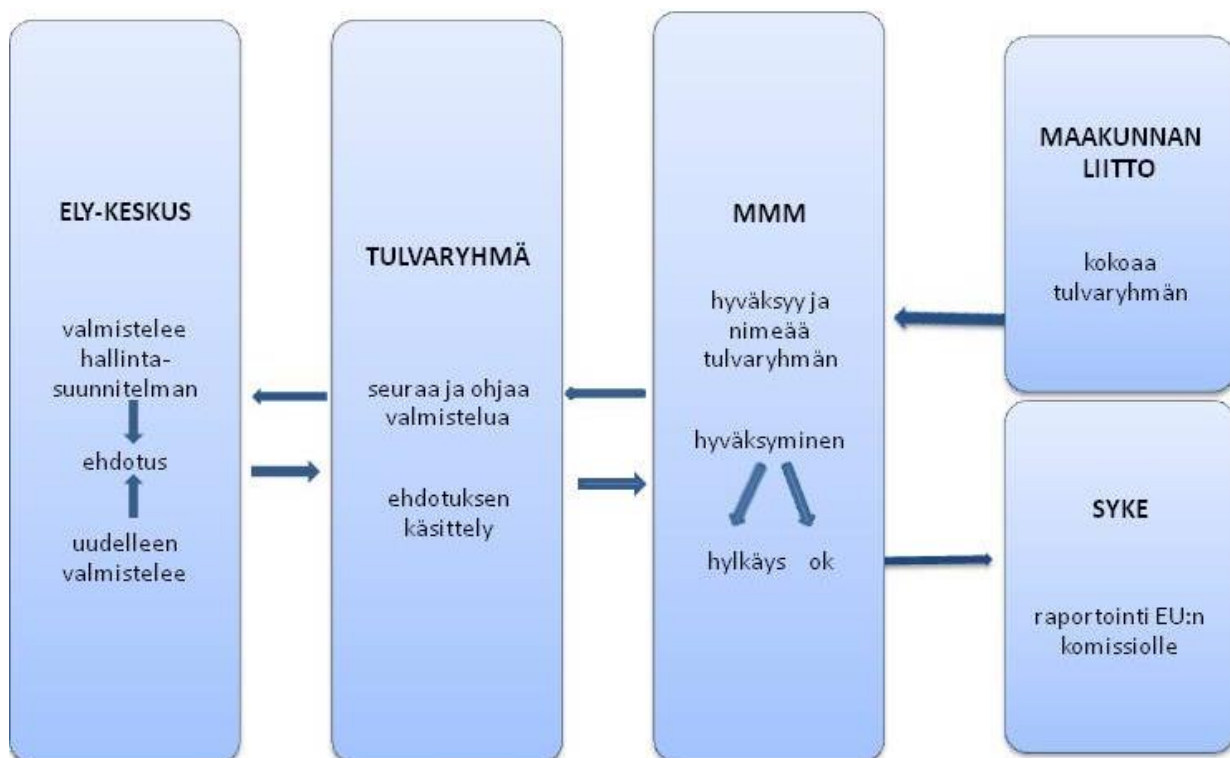 ELY-KESKUS
valmistelee
hallinta-
suunnitelman
ehdotus
uudelleen
valmistelee
TULVARYHMÄ
seuraa ja ohjaa
valmistelua
ehdotuksen
käsittely
MMM
hyväksyy ja
nimeää
tulvaryhmän
hyväksyminen
hylkäys ok
MAAKUNNAN
LIITTO
kokoaa
tulvaryhmän
SYKE
raportointi EU:n
komissiolle